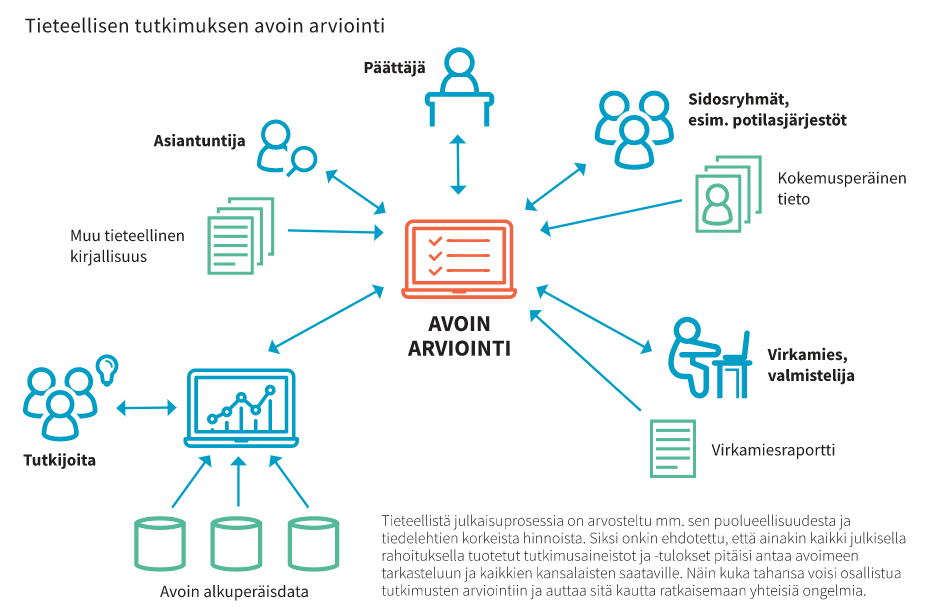 Tieteellisen tutkimuksen avoin arviointi
Päättäjä
Sidosryhmät,
esim. potilasjärjestöt
Asiantuntija
Kokemusperäinen
tieto
Muu tieteellinen
kirjallisuus
AVOIN
ARVIOINTI
Virkamies,
valmistelija
Tutkijoita
Virkamiesraportti
Avoin alkuperäisdata
Tieteellistä julkaisuprosessia on arvosteltu mm. sen puolueellisuudesta ja
tiedelehtien korkeista hinnoista. Siksi onkin ehdotettu, että ainakin kaikki julkisella
rahoituksella tuotetut tutkimusaineistot ja -tulokset pitäisi antaa avoimeen
tarkasteluun ja kaikkien kansalaisten saataville. Näin kuka tahansa voisi osallistua
tutkimusten arviointiin ja auttaa sitä kautta ratkaisemaan yhteisiä ongelmia.